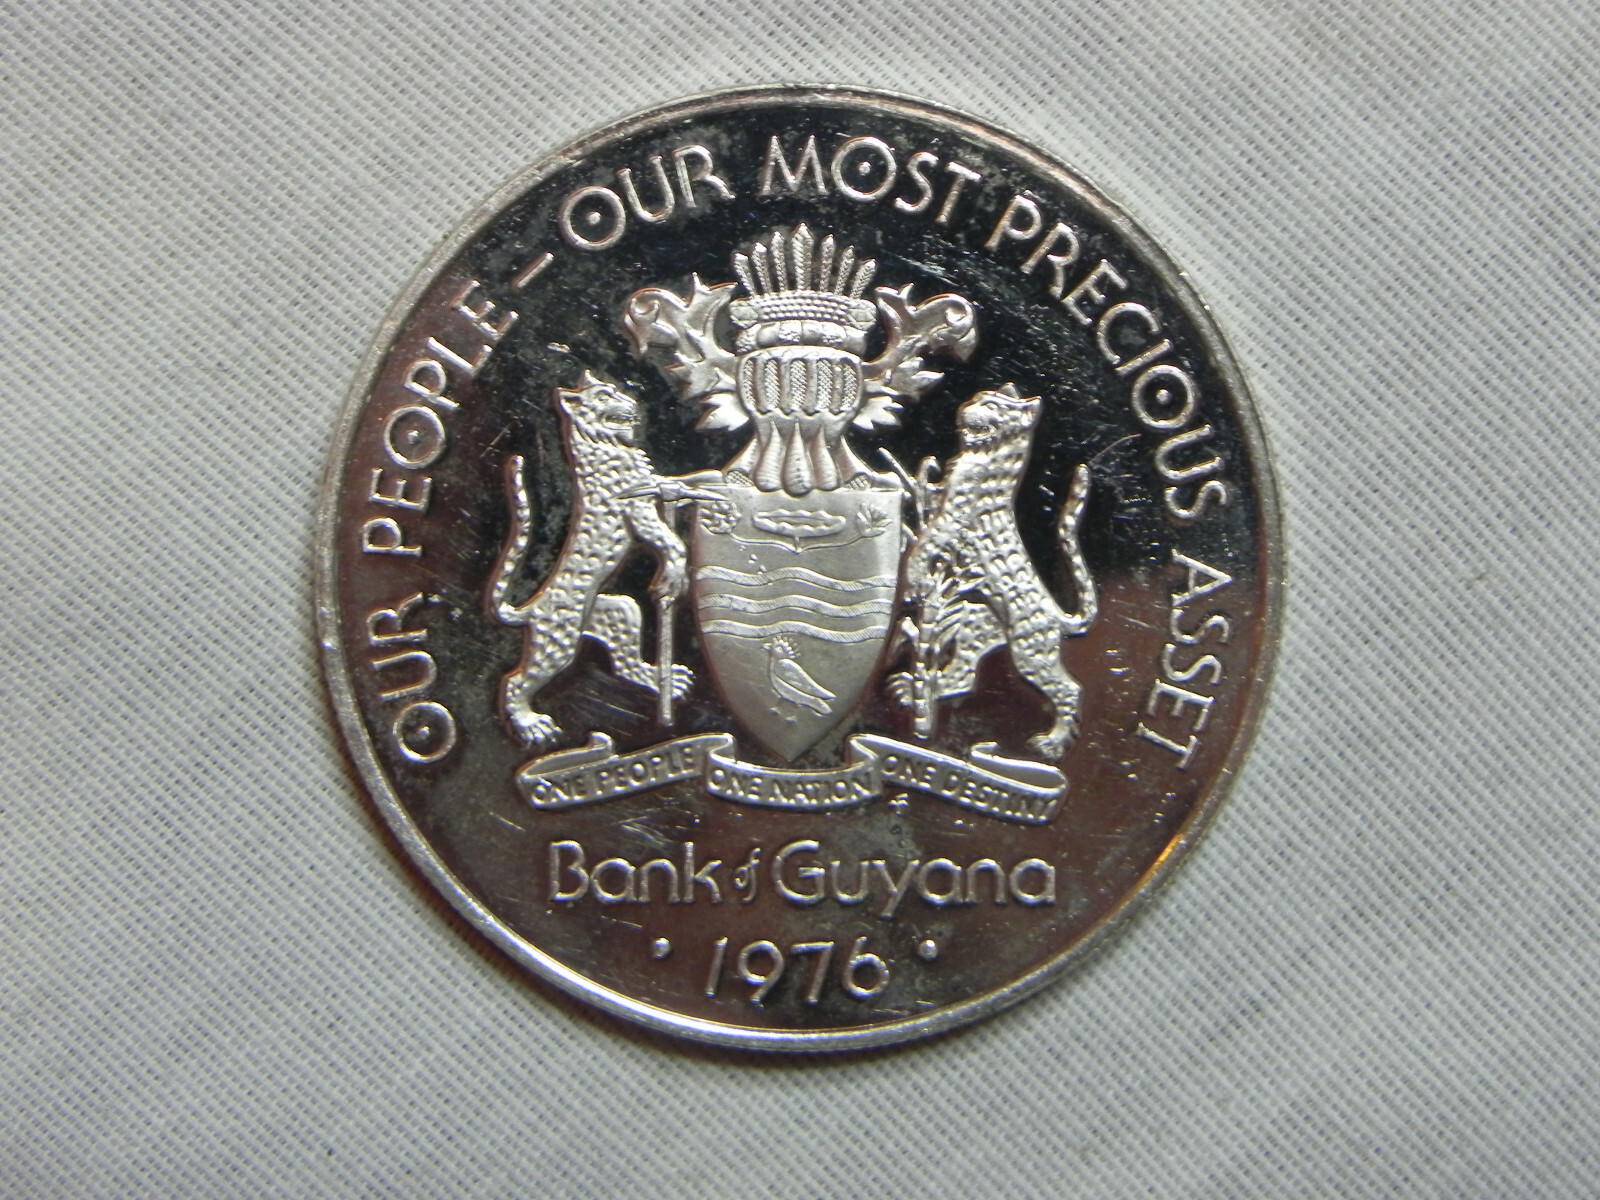 OUR PEOPLE - OUR MOST PRECIOUS ASSET
ONE PEOPLE ONE NATION ONE DESTINY
Bank of Guyana
• 1976 •